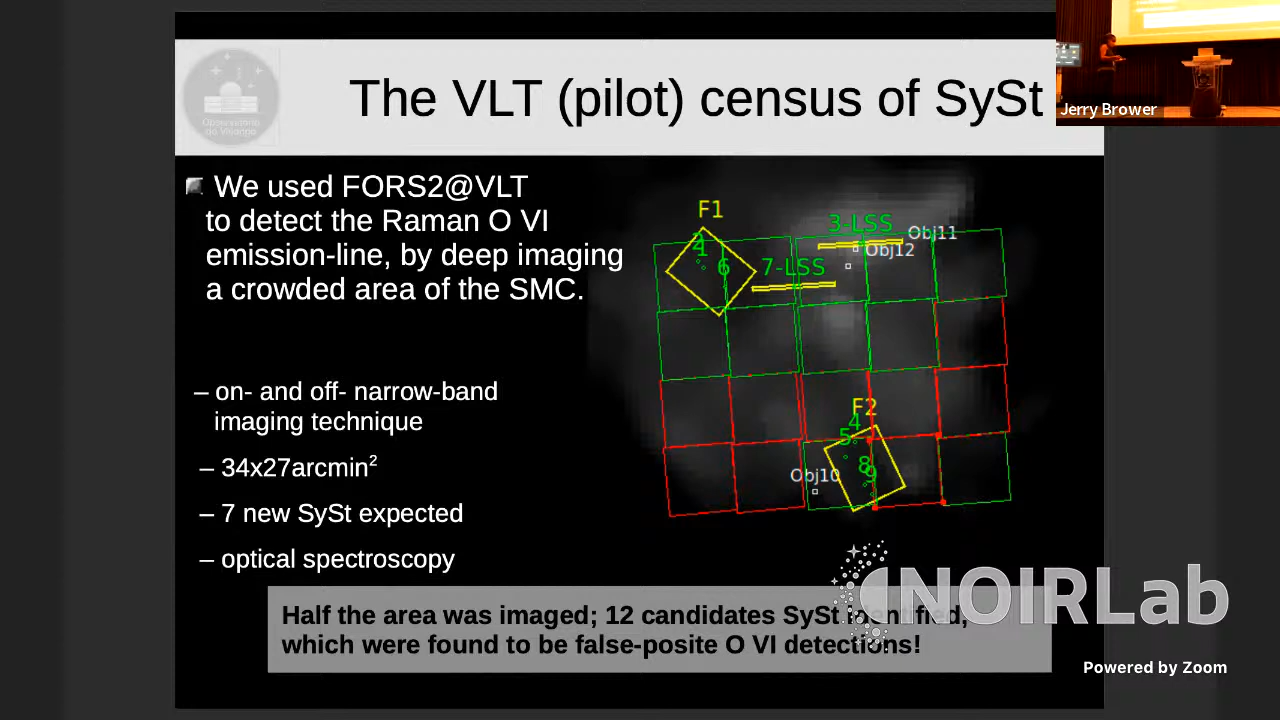 The VLT (pilot) census of SySt
Observatório
do Valongo
Jerry Brower
We used FORS2@VLT
to detect the Raman O VI
emission-line, by deep imaging
a crowded area of the SMC.
– on- and off- narrow-band
imaging technique
– 34x27arcmin²
– 7 new SySt expected
– optical spectroscopy
F1
3-LSS
Obj11
Obj12
1
6
7-LSS
F2
4
5
8
9
Obj10
Half the area was imaged; 12 candidates SySt identified,
which were found to be false-posite O VI detections!
NOIRLab
Powered by Zoom